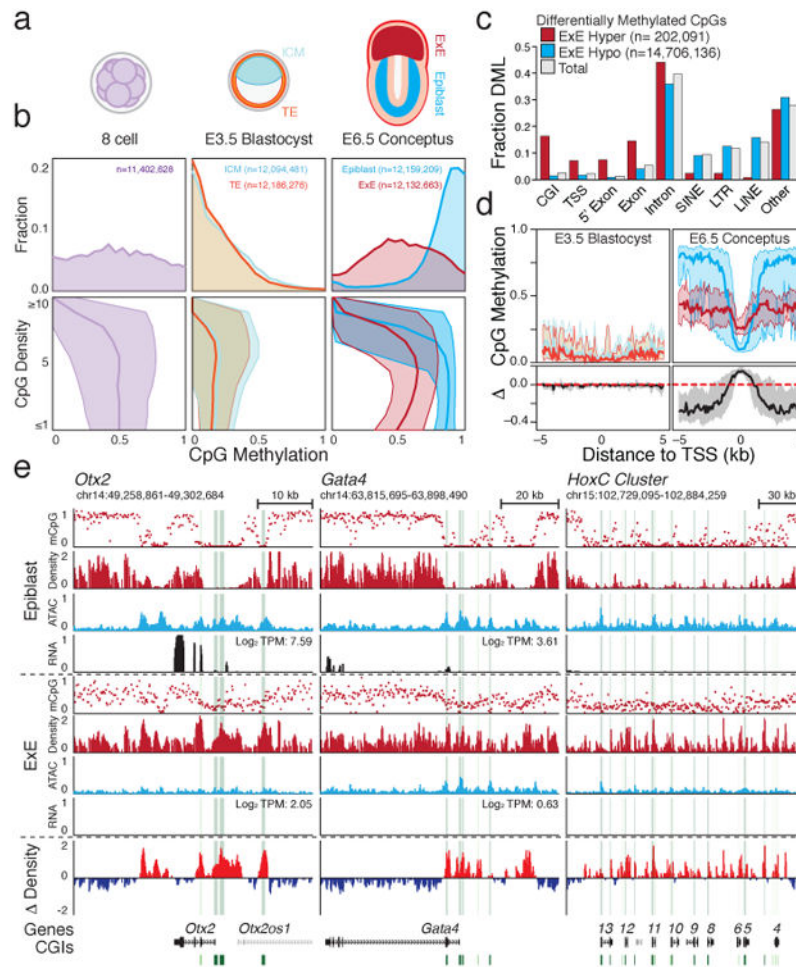 a
ICM
TE
ExE
Epiblast
8 cell
E3.5 Blastocyst
E6.5 Conceptus
b
n=11,402,628
ICM (n=12,094,481)
TE (n=12,186,276)
Epiblast (n=12,159,209)
ExE (n=12,132,663)
Fraction
0.2
0.1
0.0
CpG Density
≥10
5
≤1
0 0.5 1 0 0.5 1 0 0.5 1
CpG Methylation
c
Differentially Methylated CpGs
ExE Hyper (n= 202,091)
ExE Hypo (n=14,706,136)
Total
Fraction DML
0.5
0.4
0.3
0.2
0.1
0.0
CGI TSS 5' Exon Exon Intron SINE LTR LINE Other
d
E3.5 Blastocyst E6.5 Conceptus
CpG Methylation
1.0
0.5
0.0
Δ
0.0
−0.4
−5 0 5 −5 0 5
Distance to TSS (kb)
e
Otx2
chr14:49,258,861-49,302,684
10 kb
Gata4
chr14:63,815,695-63,898,490
20 kb
HoxC Cluster
chr15:102,729,095-102,884,259
30 kb
Epiblast
mCpG
1
0
Density
2
0
ATAC
1
0
RNA
1
0
Log₂ TPM: 7.59
Log₂ TPM: 3.61
ExE
mCpG
1
0
Density
2
0
ATAC
1
0
RNA
1
0
Log₂ TPM: 2.05
Log₂ TPM: 0.63
Δ Density
2
0
-2
Genes
Otx2 Otx2os1 Gata4 13 12 11 10 9 8 6 5 4
CGIs